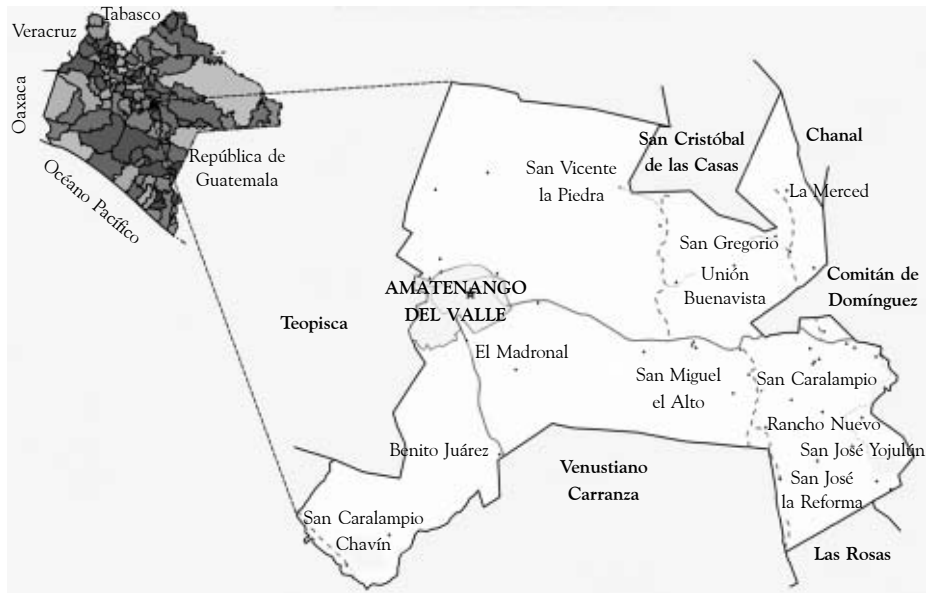 Tabasco
Veracruz
Oaxaca
República de
Guatemala
Océano Pacífico
San Cristóbal
de las Casas
Chanal
San Vicente
la Piedra
La Merced
San Gregorio
Unión
Buenavista
Comitán de
Domínguez
AMATENANGO
DEL VALLE
Teopisca
El Madronal
San Miguel
el Alto
San Caralampio
Rancho Nuevo
San José Yojulún
San José
la Reforma
Benito Juárez
Venustiano
Carranza
San Caralampio
Chavín
Las Rosas